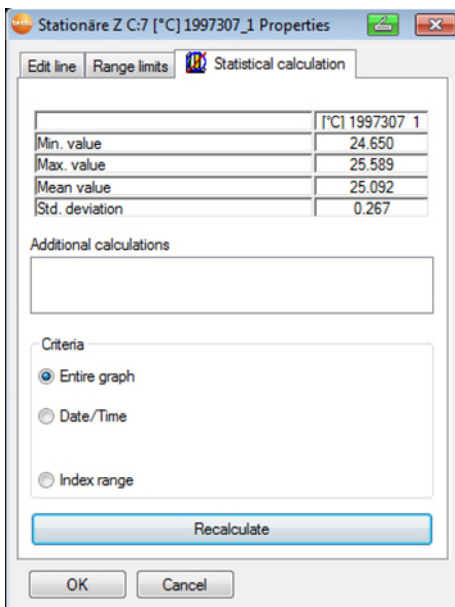 Stationäre Z C:7 [°C] 1997307_1 Properties
Edit line Range limits Statistical calculation
[°C] 1997307_1
Min. value 24.650
Max. value 25.589
Mean value 25.092
Std. deviation 0.267
Additional calculations
Criteria
Entire graph
Date/Time
Index range
Recalculate
OK Cancel